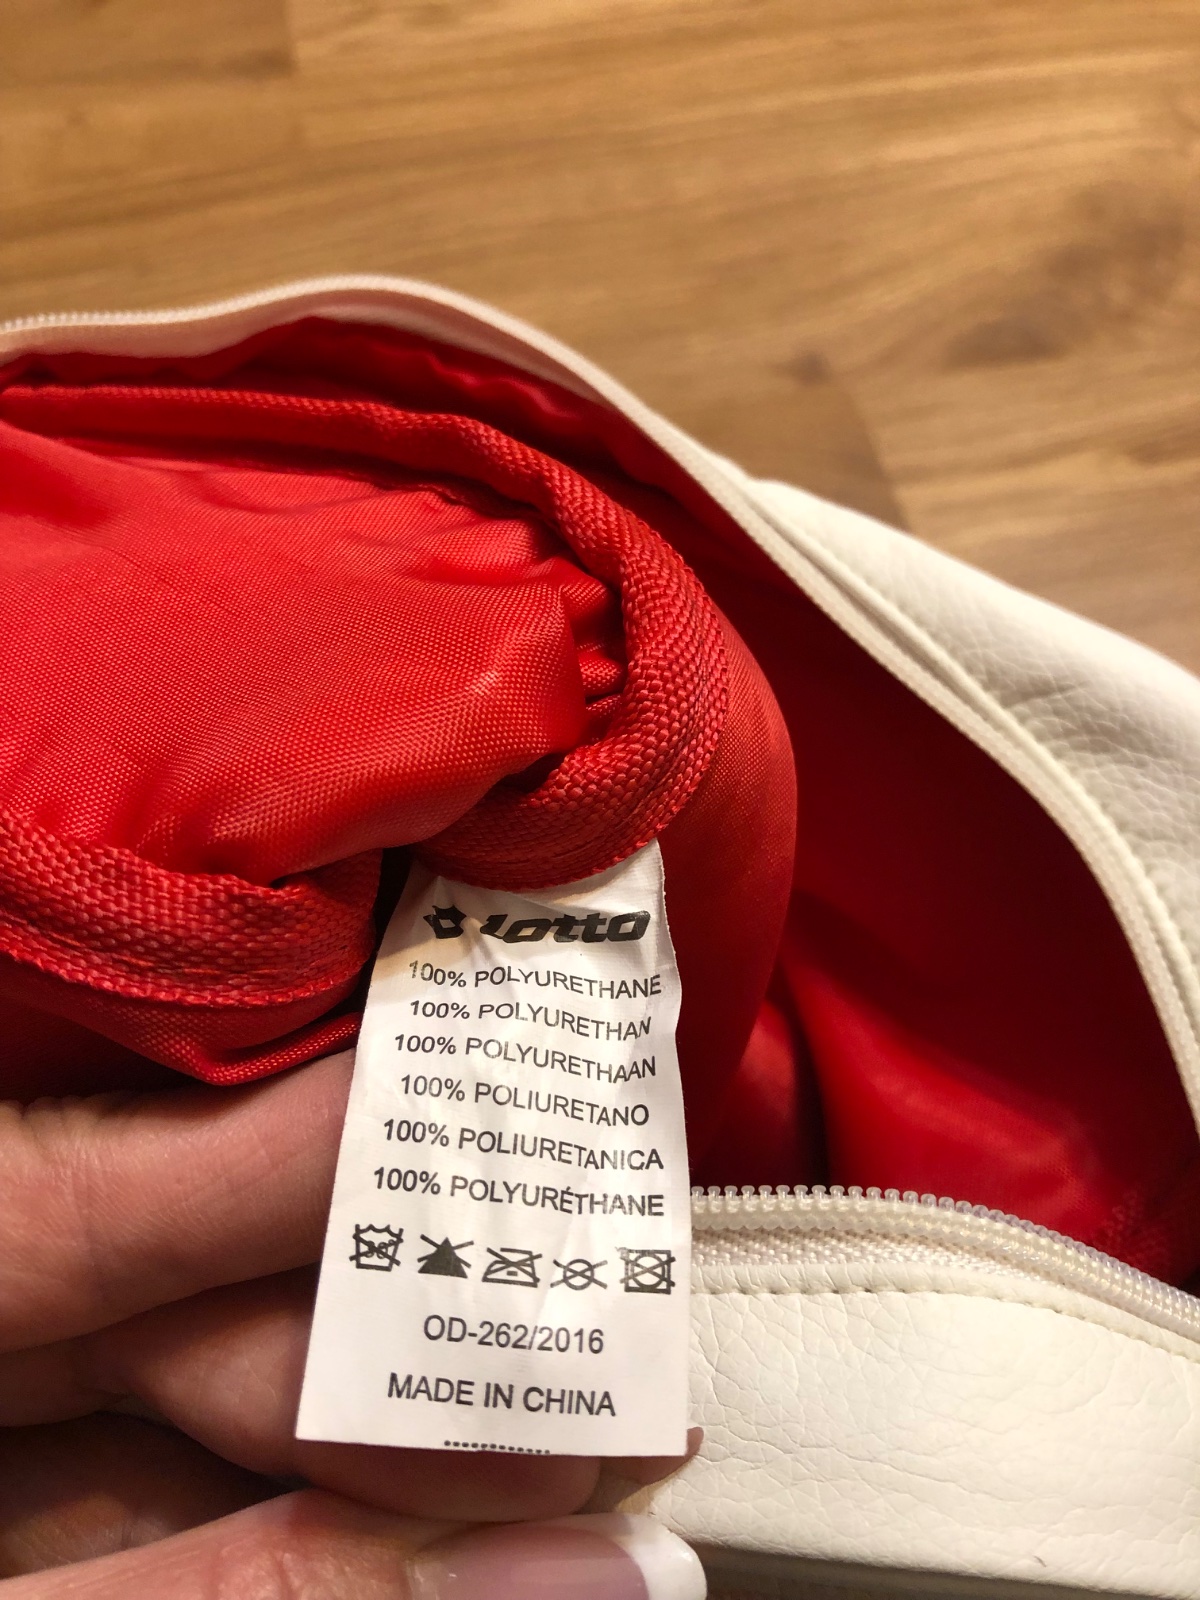 Lotto
100% POLYURETHANE
100% POLYURETHAN
100% POLYURETHAAN
100% POLIURETANO
100% POLIURETANICA
100% POLYURÉTHANE
OD-262/2016
MADE IN CHINA